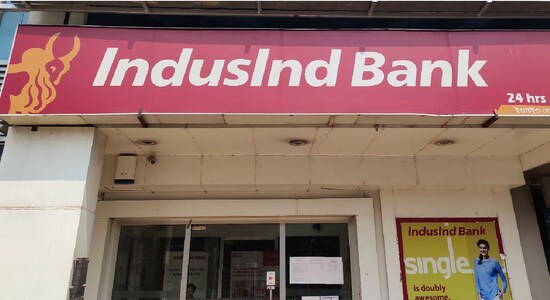 IndusInd Bank
24 hrs
IndusInd Bank
single
is doubly
awesome